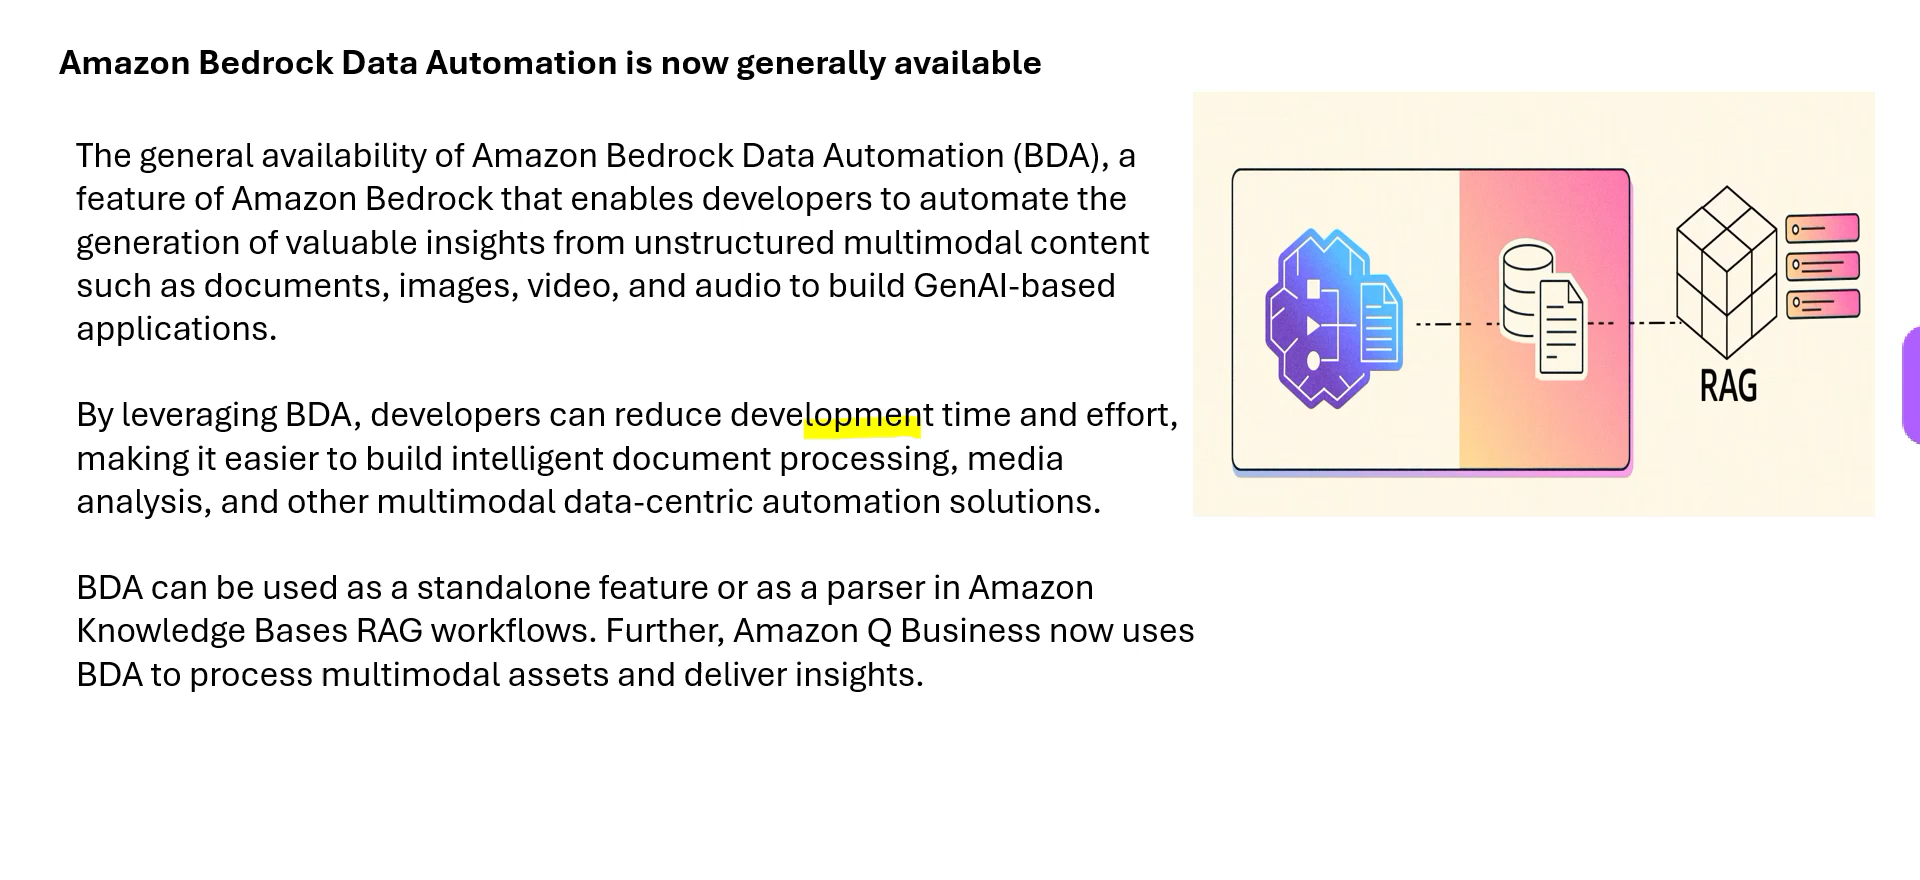 Amazon Bedrock Data Automation is now generally available
The general availability of Amazon Bedrock Data Automation (BDA), a
feature of Amazon Bedrock that enables developers to automate the
generation of valuable insights from unstructured multimodal content
such as documents, images, video, and audio to build GenAI-based
applications.
By leveraging BDA, developers can reduce development time and effort,
making it easier to build intelligent document processing, media
analysis, and other multimodal data-centric automation solutions.
BDA can be used as a standalone feature or as a parser in Amazon
Knowledge Bases RAG workflows. Further, Amazon Q Business now uses
BDA to process multimodal assets and deliver insights.
RAG